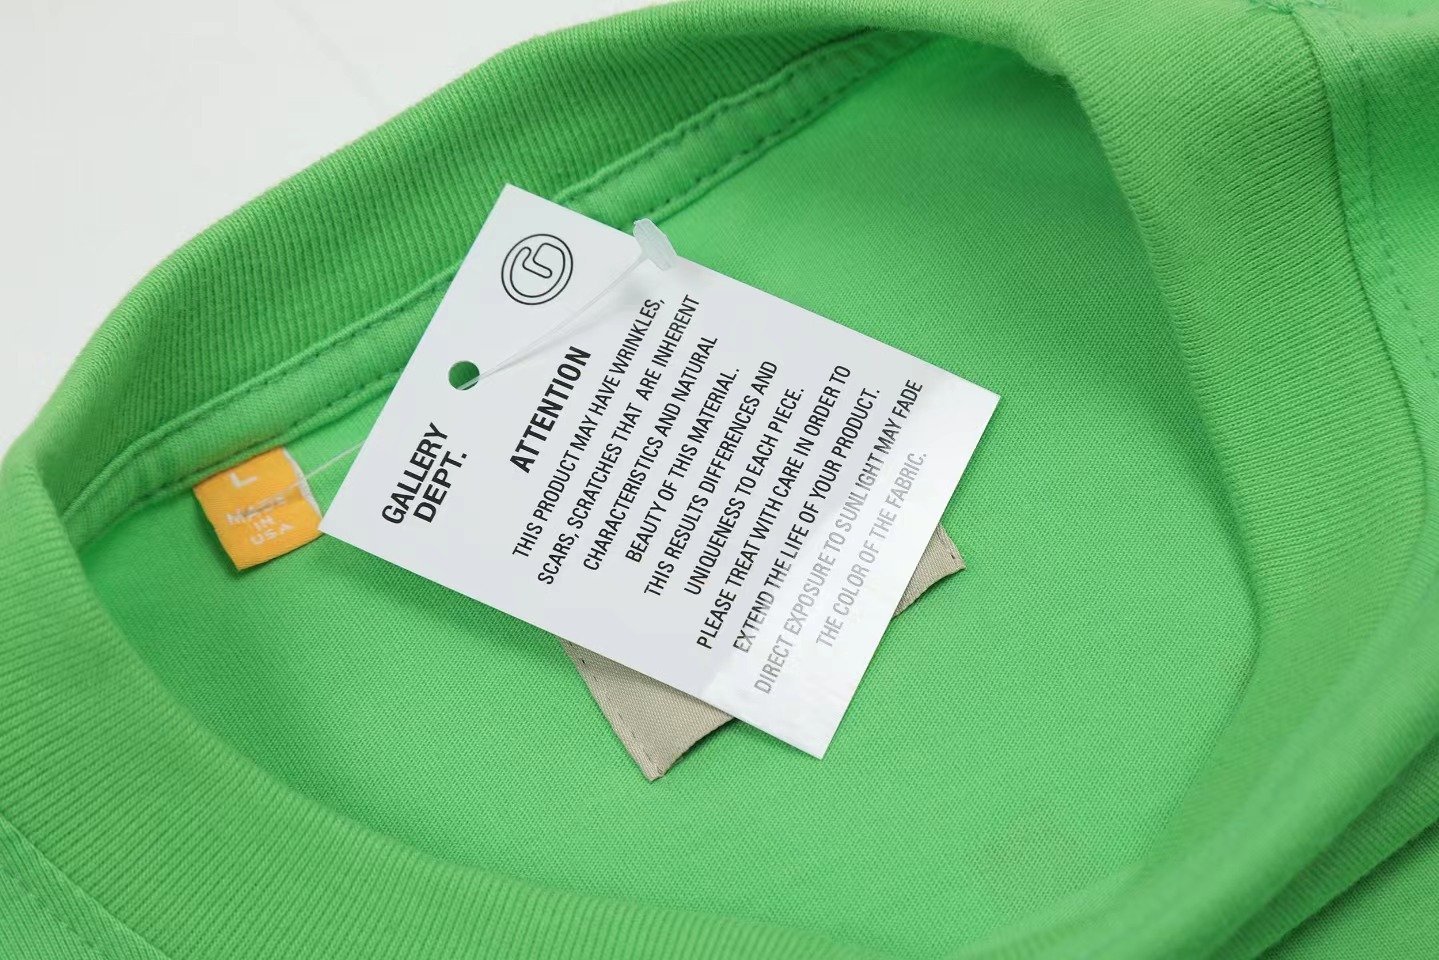 GALLERY
DEPT.
ATTENTION
THIS PRODUCT MAY HAVE WRINKLES,
SCARS, SCRATCHES THAT ARE INHERENT
CHARACTERISTICS AND NATURAL
BEAUTY OF THIS MATERIAL.
THIS RESULTS DIFFERENCES AND
UNIQUENESS TO EACH PIECE.
PLEASE TREAT WITH CARE IN ORDER TO
EXTEND THE LIFE OF YOUR PRODUCT.
DIRECT EXPOSURE TO SUNLIGHT MAY FADE
THE COLOR OF THE FABRIC.
L
MADE
IN
U.S.A